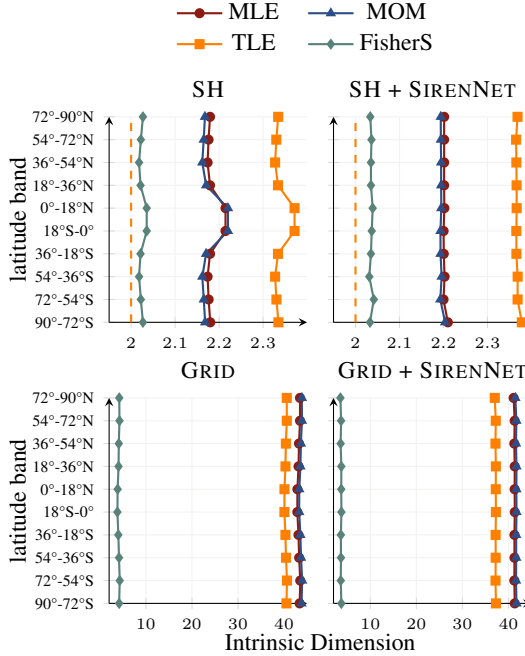 MLE MOM
TLE FisherS
SH SH + SIRENNET
latitude band
72°-90°N
54°-72°N
36°-54°N
18°-36°N
0°-18°N
18°S-0°
36°-18°S
54°-36°S
72°-54°S
90°-72°S
2 2.1 2.2 2.3 2 2.1 2.2 2.3
GRID GRID + SIRENNET
latitude band
72°-90°N
54°-72°N
36°-54°N
18°-36°N
0°-18°N
18°S-0°
36°-18°S
54°-36°S
72°-54°S
90°-72°S
10 20 30 40 10 20 30 40
Intrinsic Dimension